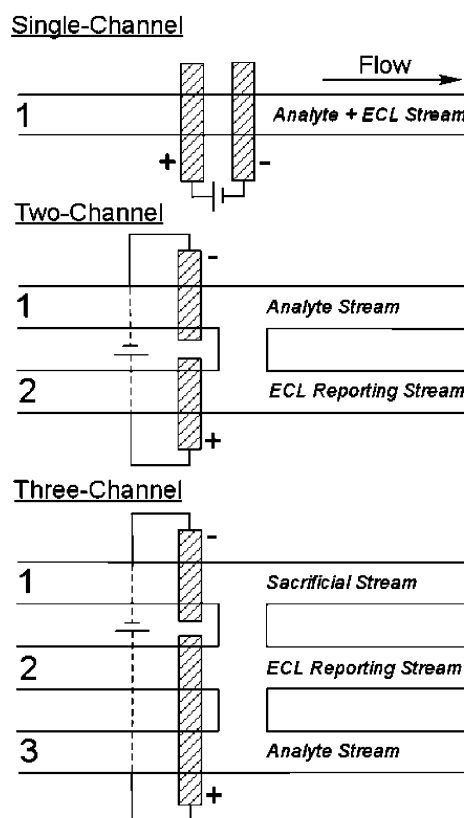 Single-Channel
Flow
1 Analyte + ECL Stream
+ -
Two-Channel
-
1 Analyte Stream
2 ECL Reporting Stream
+
Three-Channel
-
1 Sacrificial Stream
2 ECL Reporting Stream
3 Analyte Stream
+